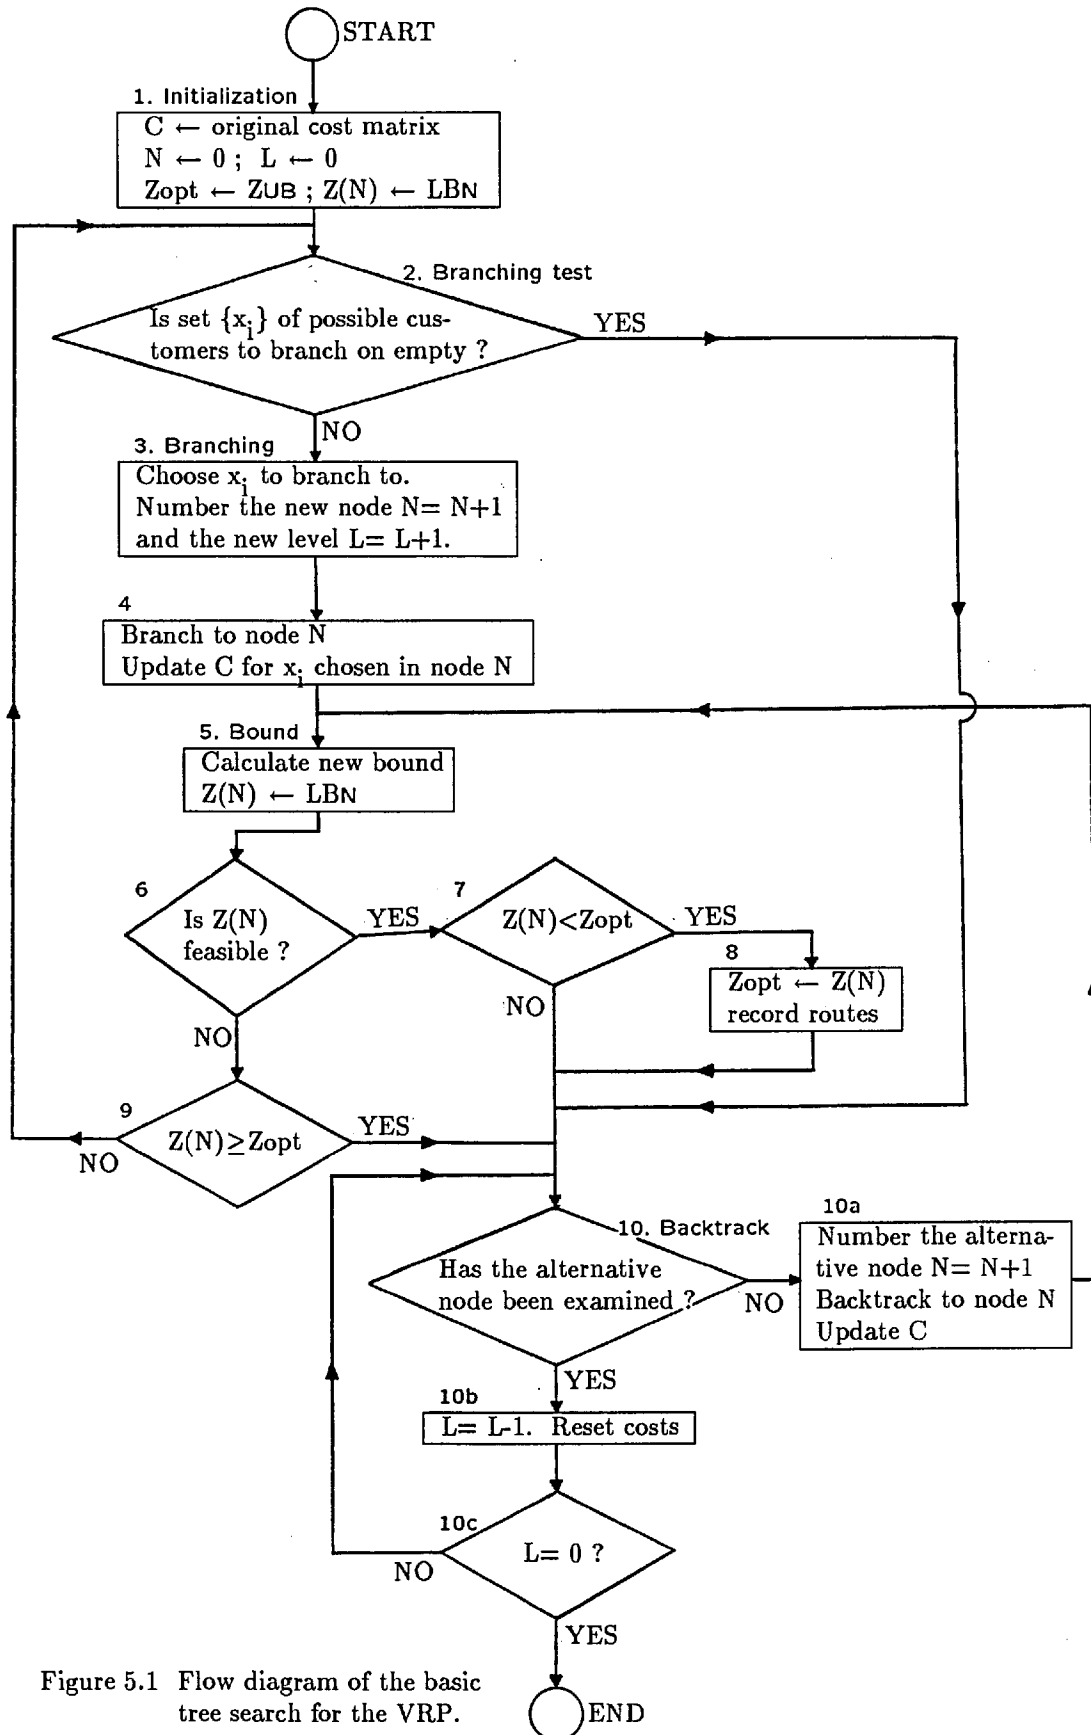 START
1. Initialization
C ← original cost matrix
N ← 0 ; L ← 0
Zopt ← ZUB ; Z(N) ← LBN
2. Branching test
Is set {xi} of possible cus-
tomers to branch on empty ?
YES
NO
3. Branching
Choose xi to branch to.
Number the new node N= N+1
and the new level L= L+1.
4
Branch to node N
Update C for xi chosen in node N
5. Bound
Calculate new bound
Z(N) ← LBN
6
Is Z(N)
feasible ?
YES
NO
7
Z(N)<Zopt
YES
NO
8
Zopt ← Z(N)
record routes
9
Z(N)≥Zopt
YES
NO
10. Backtrack
Has the alternative
node been examined ?
NO
YES
10a
Number the alterna-
tive node N= N+1
Backtrack to node N
Update C
10b
L= L-1. Reset costs
10c
L= 0 ?
NO
YES
END
Figure 5.1 Flow diagram of the basic
tree search for the VRP.